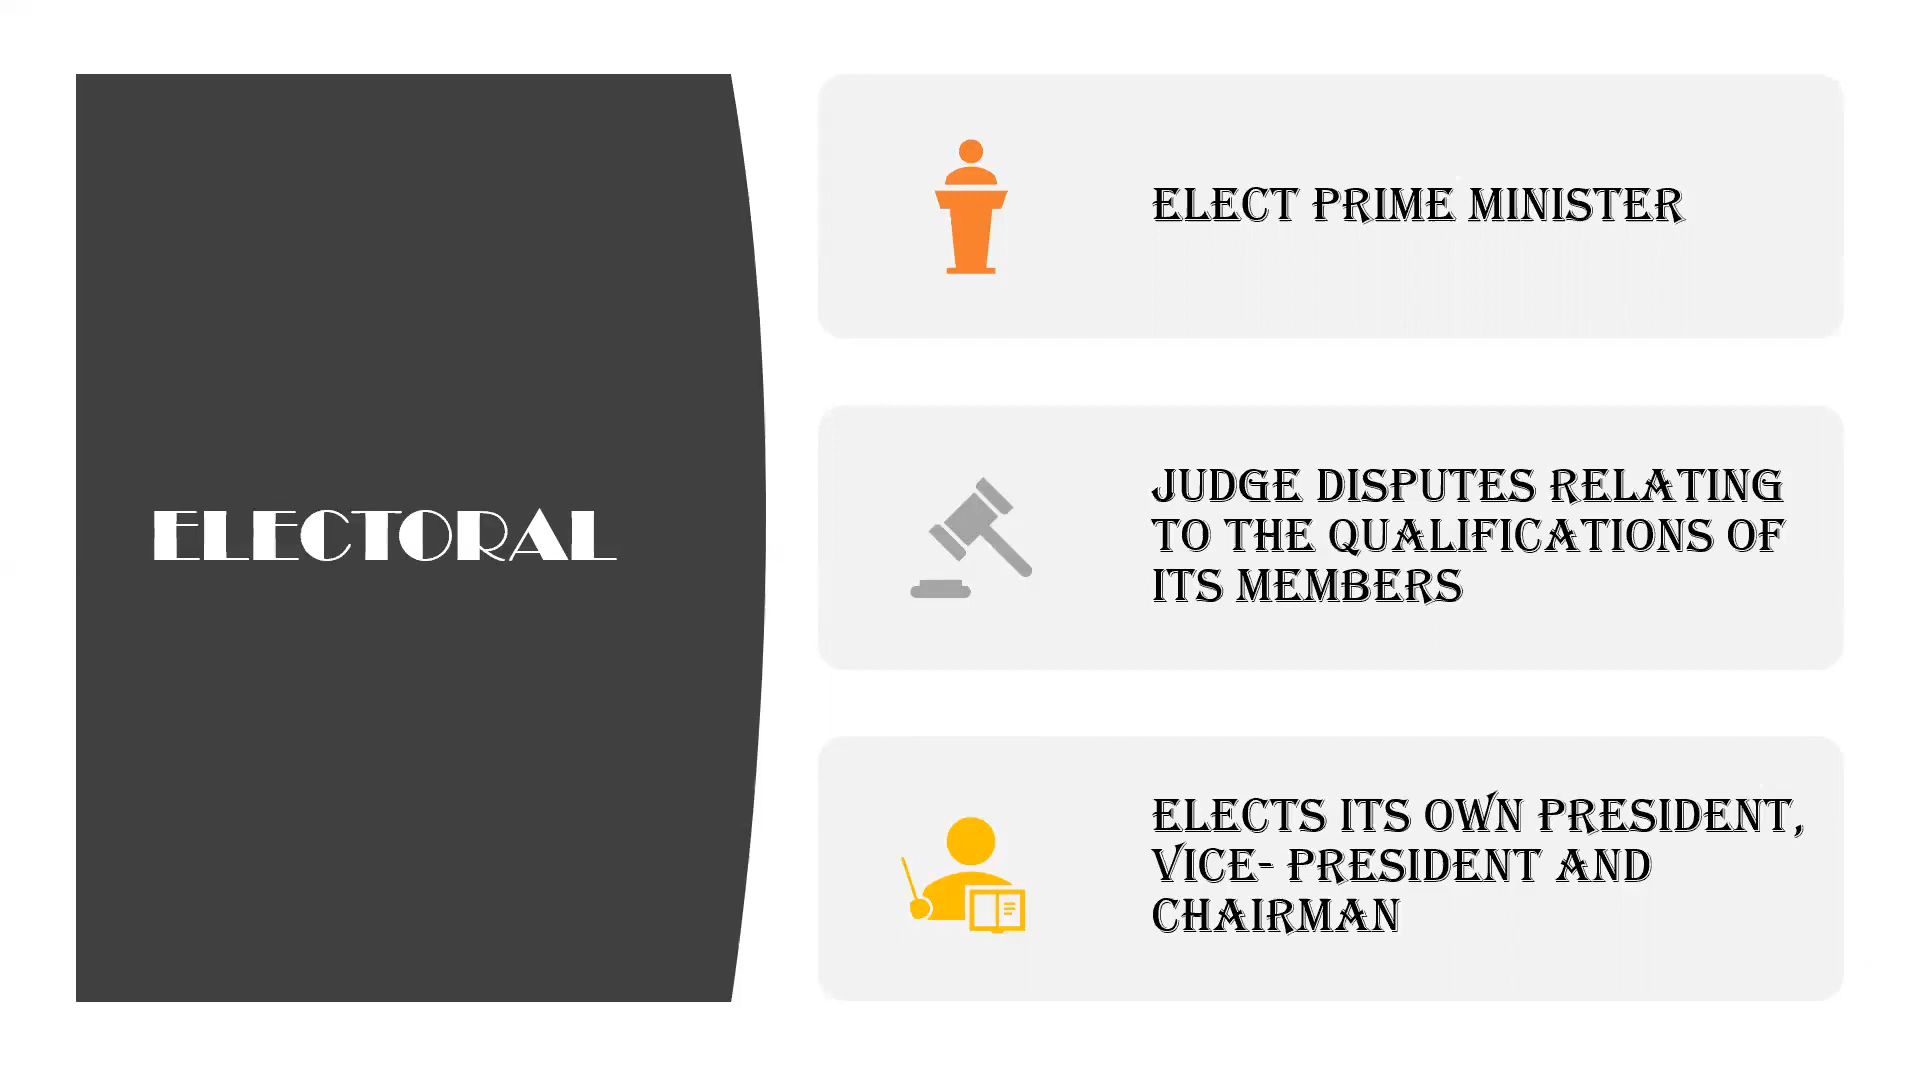 ELECTORAL
ELECT PRIME MINISTER
JUDGE DISPUTES RELATING
TO THE QUALIFICATIONS OF
ITS MEMBERS
ELECTS ITS OWN PRESIDENT,
VICE- PRESIDENT AND
CHAIRMAN